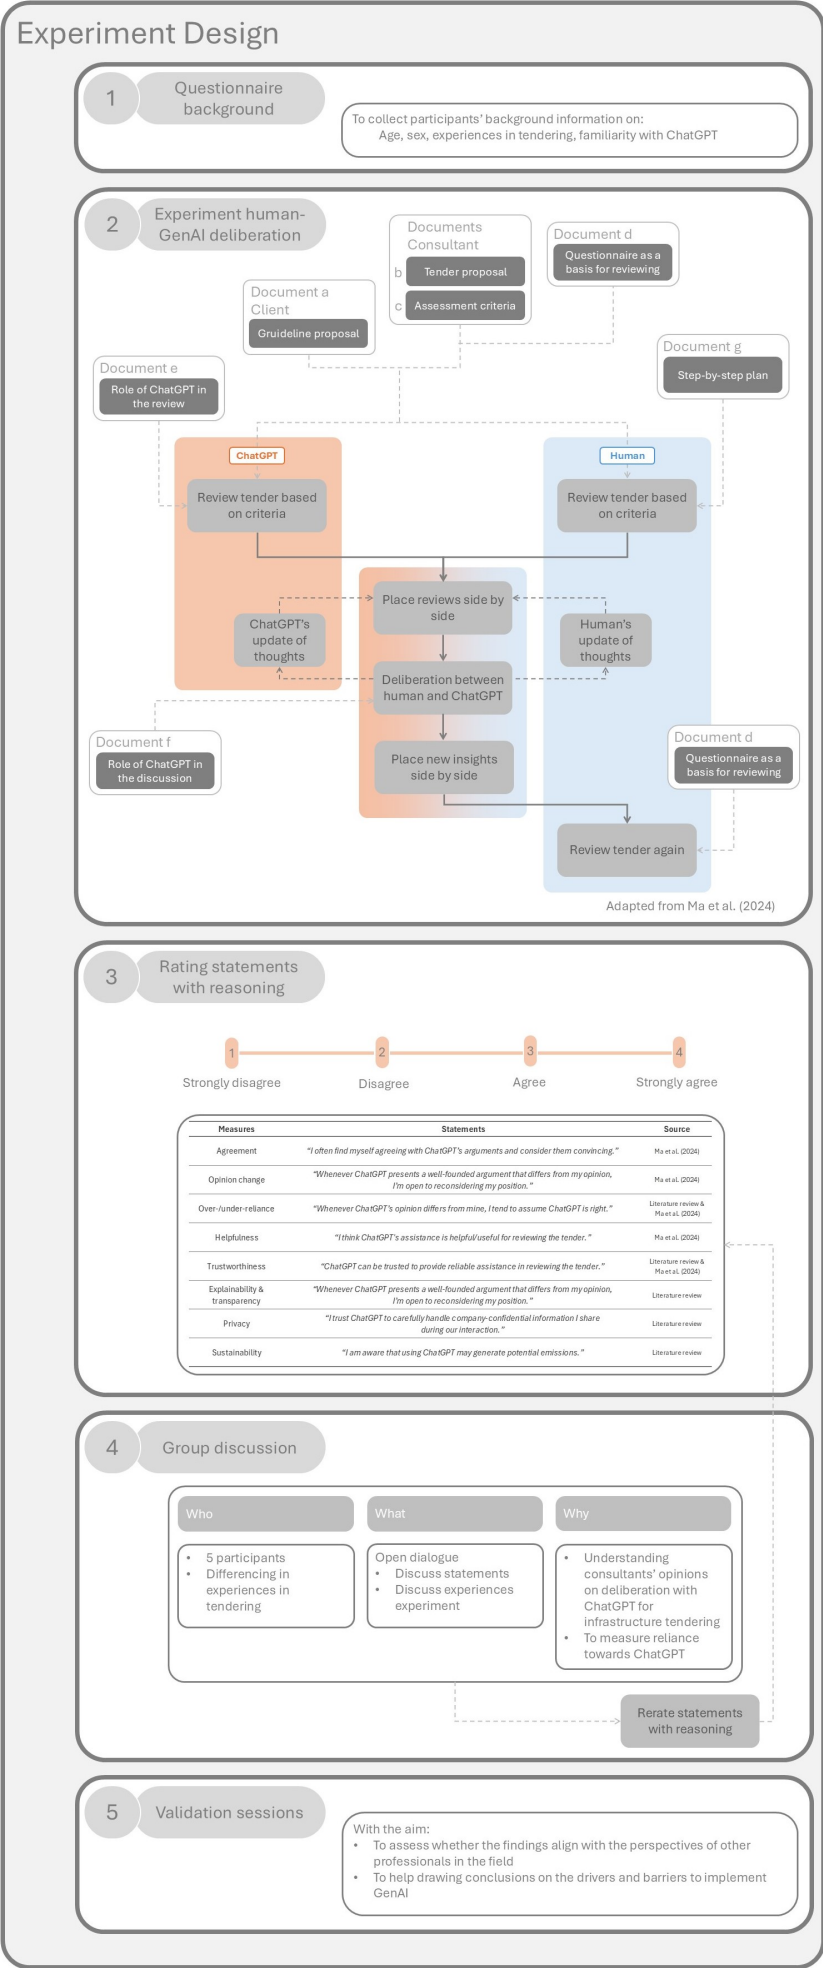 Experiment Design
1
Questionnaire
background
To collect participants' background information on:
Age, sex, experiences in tendering, familiarity with ChatGPT
2
Experiment human-
GenAI deliberation
Documents
Consultant
b
Tender proposal
c
Assessment criteria
Document d
Questionnaire as a
basis for reviewing
Document a
Client
Gruideline proposal
Document g
Step-by-step plan
Document e
Role of ChatGPT in
the review
ChatGPT
Human
Review tender based
on criteria
Review tender based
on criteria
Place reviews side by
side
ChatGPT's
update of
thoughts
Human's
update of
thoughts
Deliberation between
human and ChatGPT
Document f
Role of ChatGPT in
the discussion
Place new insights
side by side
Document d
Questionnaire as a
basis for reviewing
Review tender again
Adapted from Ma et al. (2024)
3
Rating statements
with reasoning
1
2
3
4
Strongly disagree
Disagree
Agree
Strongly agree
Measures
Statements
Source
Agreement
"I often find myself agreeing with ChatGPT's arguments and consider them convincing."
Ma et al. (2024)
Opinion change
"Whenever ChatGPT presents a well-founded argument that differs from my opinion,
I'm open to reconsidering my position."
Ma et al. (2024)
Over-/under-reliance
"Whenever ChatGPT's opinion differs from mine, I tend to assume ChatGPT is right."
Literature review &
Ma et al. (2024)
Helpfulness
"I think ChatGPT's assistance is helpful/useful for reviewing the tender."
Ma et al. (2024)
Trustworthiness
"ChatGPT can be trusted to provide reliable assistance in reviewing the tender."
Literature review &
Ma et al. (2024)
Explainability &
transparency
"Whenever ChatGPT presents a well-founded argument that differs from my opinion,
I'm open to reconsidering my position."
Literature review
Privacy
"I trust ChatGPT to carefully handle company-confidential information I share
during our interaction."
Literature review
Sustainability
"I am aware that using ChatGPT may generate potential emissions."
Literature review
4
Group discussion
Who
• 5 participants
• Differencing in
experiences in
tendering
What
Open dialogue
• Discuss statements
• Discuss experiences
experiment
Why
• Understanding
consultants' opinions
on deliberation with
ChatGPT for
infrastructure tendering
• To measure reliance
towards ChatGPT
Rerate statements
with reasoning
5
Validation sessions
With the aim:
• To assess whether the findings align with the perspectives of other
professionals in the field
• To help drawing conclusions on the drivers and barriers to implement
GenAI